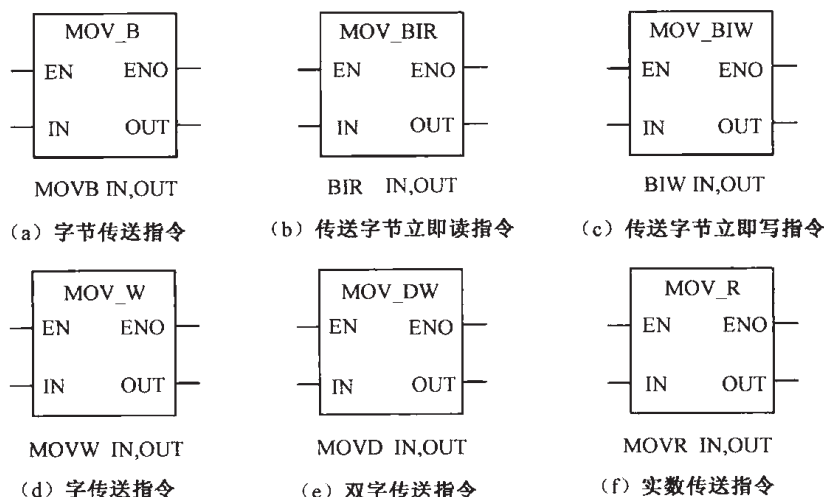 MOV_B MOV_BIR MOV_BIW
EN ENO EN ENO EN ENO
IN OUT IN OUT IN OUT
MOVB IN,OUT BIR IN,OUT BIW IN,OUT
（a）字节传送指令 （b）传送字节立即读指令 （c）传送字节立即写指令
MOV_W MOV_DW MOV_R
EN ENO EN ENO EN ENO
IN OUT IN OUT IN OUT
MOVW IN,OUT MOVD IN,OUT MOVR IN,OUT
（d）字传送指令 （e）双字传送指令 （f）实数传送指令